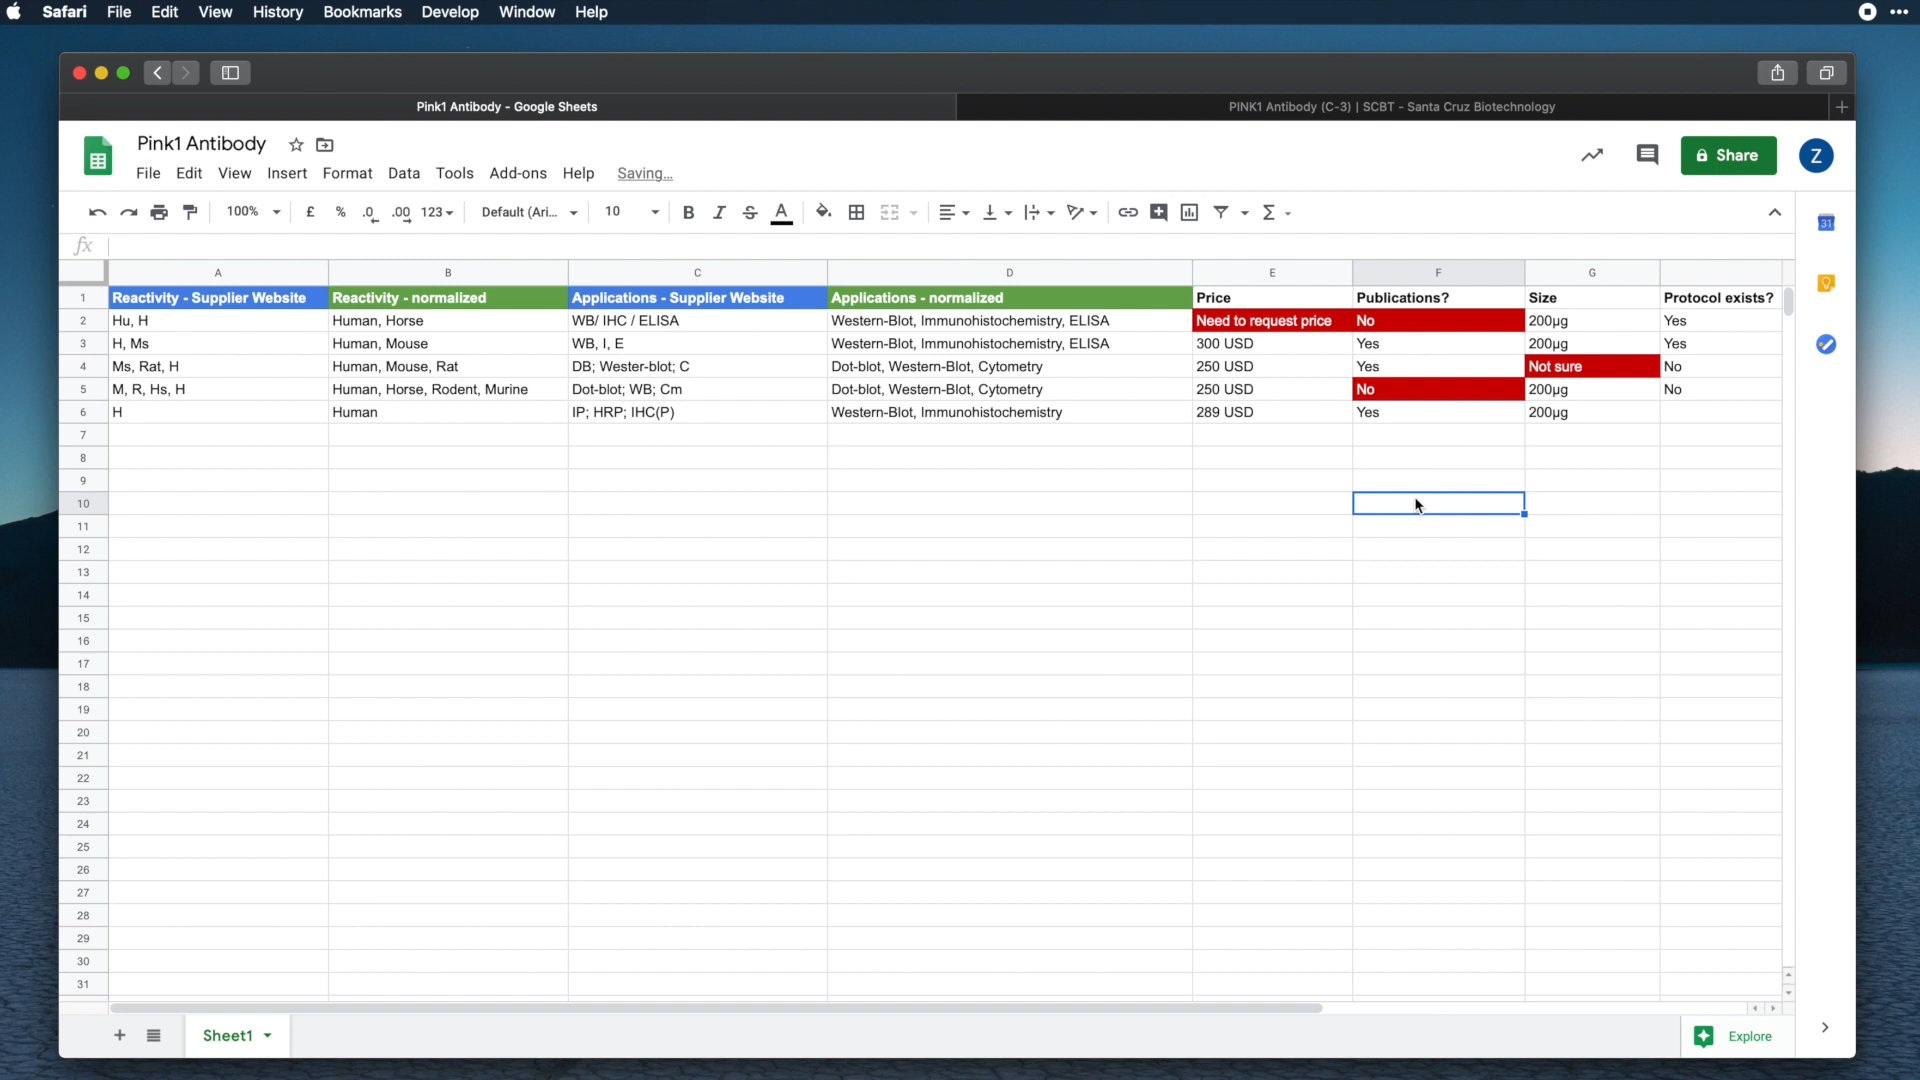 Safari File Edit View History Bookmarks Develop Window Help
Pink1 Antibody - Google Sheets PINK1 Antibody (C-3) | SCBT - Santa Cruz Biotechnology
Pink1 Antibody
Share
Z
File Edit View Insert Format Data Tools Add-ons Help Saving...
100% £ % .0 .00 123 Default (Ari... 10 B I S A Σ
31
fx
A B C D E F G
1 Reactivity - Supplier Website Reactivity - normalized Applications - Supplier Website Applications - normalized Price Publications? Size Protocol exists?
2 Hu, H Human, Horse WB/ IHC / ELISA Western-Blot, Immunohistochemistry, ELISA Need to request price No 200µg Yes
3 H, Ms Human, Mouse WB, I, E Western-Blot, Immunohistochemistry, ELISA 300 USD Yes 200µg Yes
4 Ms, Rat, H Human, Mouse, Rat DB; Wester-blot; C Dot-blot, Western-Blot, Cytometry 250 USD Yes Not sure No
5 M, R, Hs, H Human, Horse, Rodent, Murine Dot-blot; WB; Cm Dot-blot, Western-Blot, Cytometry 250 USD No 200µg No
6 H Human IP; HRP; IHC(P) Western-Blot, Immunohistochemistry 289 USD Yes 200µg
7
8
9
10
11
12
13
14
15
16
17
18
19
20
21
22
23
24
25
26
27
28
29
30
31
Sheet1 Explore